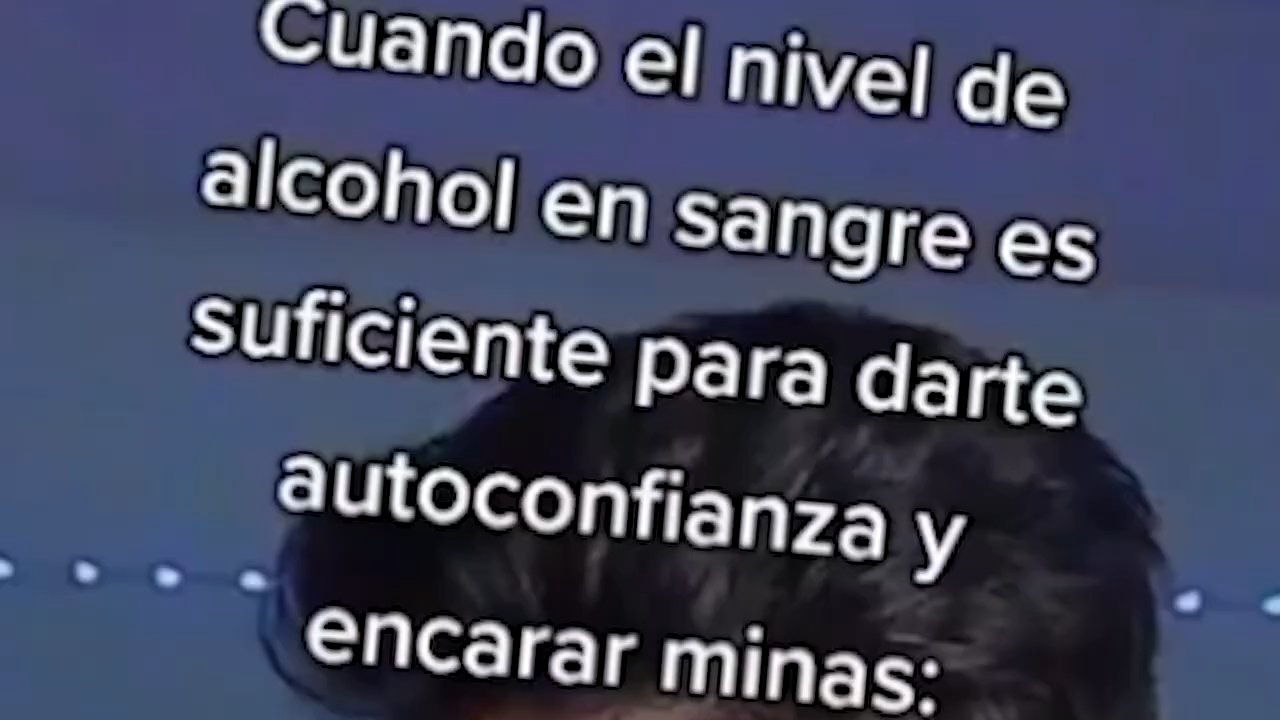 Cuando el nivel de
alcohol en sangre es
suficiente para darte
autoconfianza y
encarar minas: